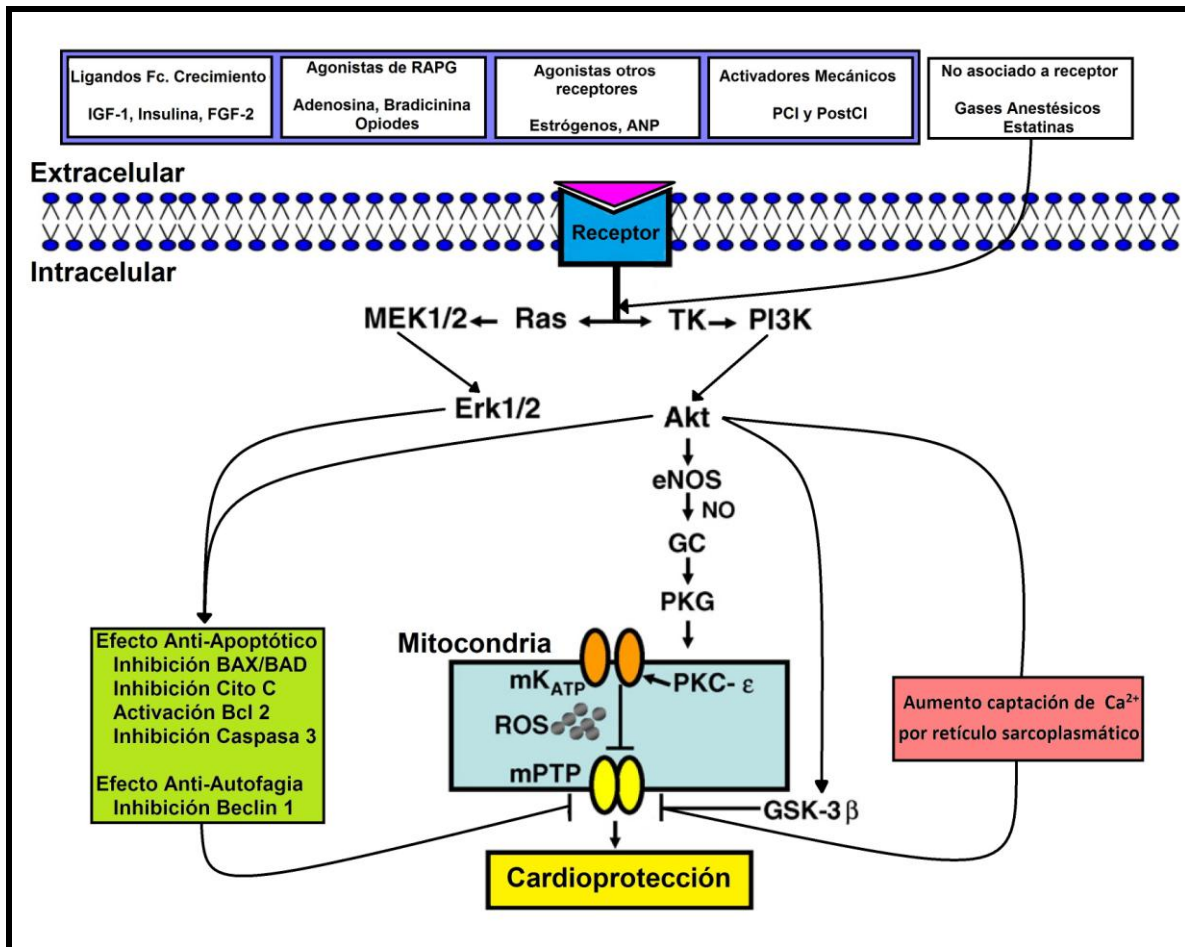 Ligandos Fc. Crecimiento
IGF-1, Insulina, FGF-2
Agonistas de RAPG
Adenosina, Bradicinina
Opiodes
Agonistas otros
receptores
Estrógenos, ANP
Activadores Mecánicos
PCI y PostCI
No asociado a receptor
Gases Anestésicos
Estatinas
Extracelular
Receptor
Intracelular
MEK1/2
Ras
TK
PI3K
Erk1/2
Akt
eNOS
NO
GC
PKG
Efecto Anti-Apoptótico
Inhibición BAX/BAD
Inhibición Cito C
Activación Bcl 2
Inhibición Caspasa 3
Efecto Anti-Autofagia
Inhibición Beclin 1
Mitocondria
mKATP
PKC- ε
ROS
mPTP
GSK-3 β
Aumento captación de Ca²⁺
por retículo sarcoplasmático
Cardioprotección